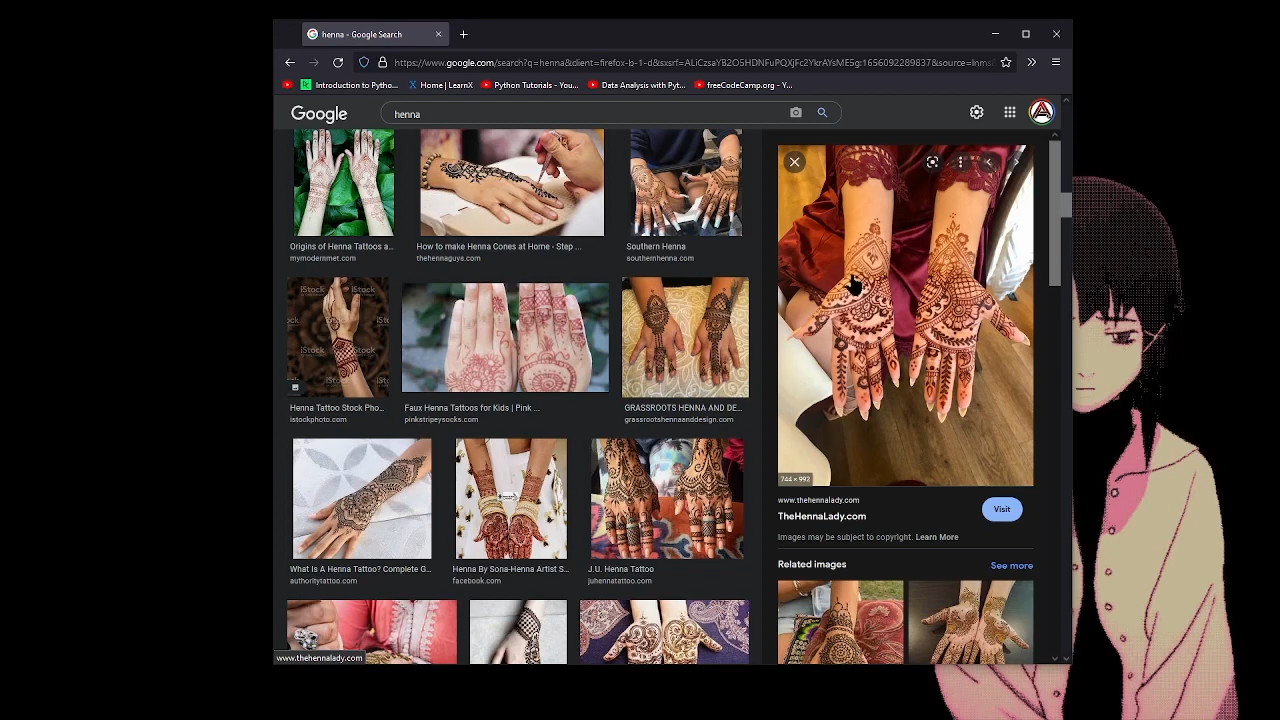 henna - Google Search
https://www.google.com/search?q=henna&client=firefox-b-1-d&sxsrf=ALiCzsaYB2O5HDNFuPQXjFc2YkrAYsME5g:1656092289837&source=lnms
Introduction to Pytho...
Home | LearnX
Python Tutorials - You...
Data Analysis with Pyt...
freeCodeCamp.org - Y...
Google
henna
Origins of Henna Tattoos a...
mymodernmet.com
How to make Henna Cones at Home - Step ...
thehennaguys.com
Southern Henna
southernhenna.com
iStock
iStock
iStock
iStock
Henna Tattoo Stock Pho...
istockphoto.com
Faux Henna Tattoos for Kids | Pink ...
pinkstripeysocks.com
GRASSROOTS HENNA AND DE...
grassrootshennaanddesign.com
744 × 992
www.thehennalady.com
TheHennaLady.com
Visit
Images may be subject to copyright. Learn More
Related images
See more
What Is A Henna Tattoo? Complete G...
authoritytattoo.com
Henna By Sona-Henna Artist S...
facebook.com
J.U. Henna Tattoo
juhennatattoo.com
www.thehennalady.com